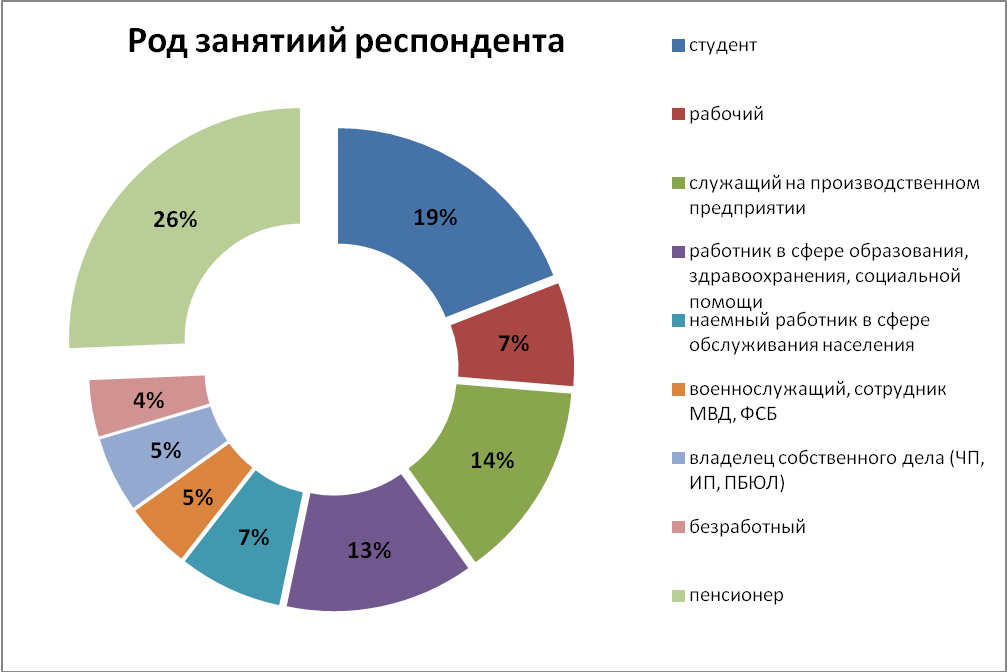 Род занятиий респондента
19%
7%
14%
13%
7%
5%
5%
4%
26%
студент
рабочий
служащий на производственном
предприятии
работник в сфере образования,
здравоохранения, социальной
помощи
наемный работник в сфере
обслуживания населения
военнослужащий, сотрудник
МВД, ФСБ
владелец собственного дела (ЧП,
ИП, ПБЮЛ)
безработный
пенсионер